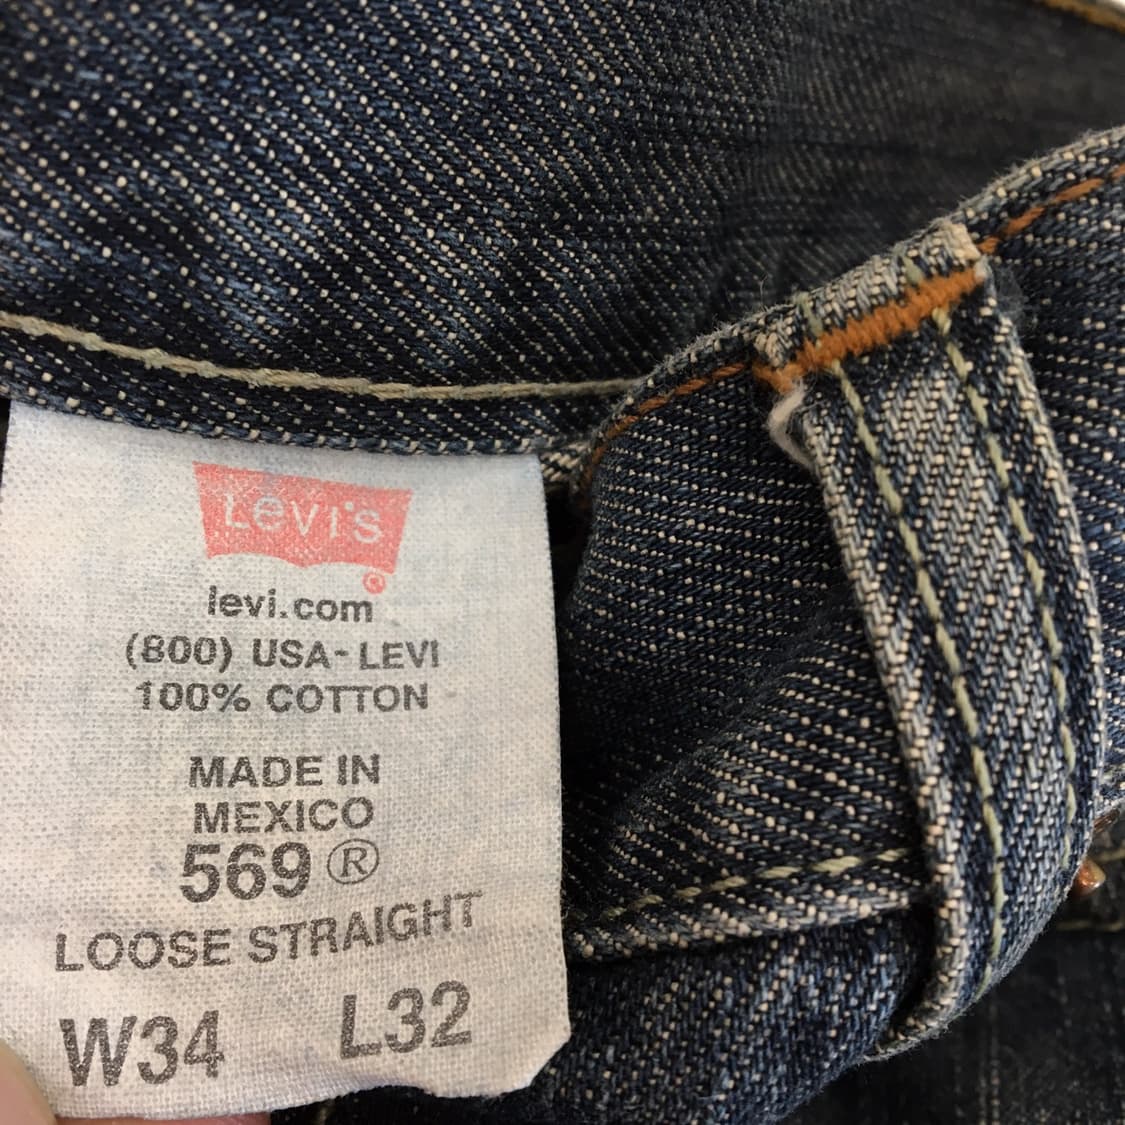 Levi's ®
levi.com
(800) USA-LEVI
100% COTTON
MADE IN
MEXICO
569 ®
LOOSE STRAIGHT
W34 L32